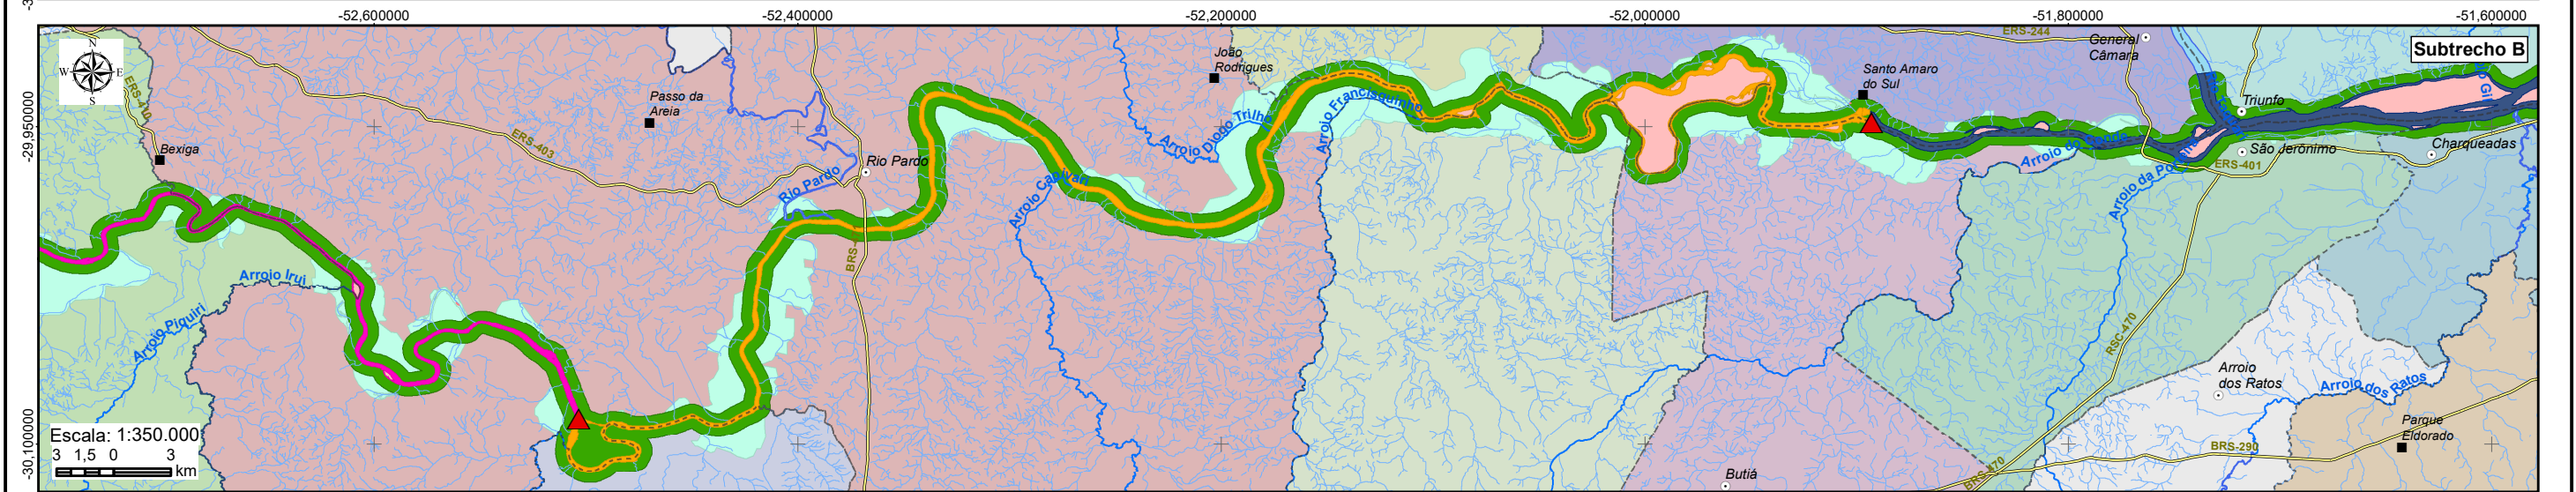 -52,600000
-52,400000
-52,200000
-52,000000
-51,800000
-51,600000
Subtrecho B
N
W
E
S
ERS-244
General
Câmara
João
Rodrigues
Santo Amaro
do Sul
ERS-410
Passo da
Areia
-29,950000
Triunfo
Arroio Francisquinho
Arroio Diogo Trilho
ERS-403
Bexiga
Rio Pardo
São Jerônimo
Charqueadas
ERS-401
Rio Pardo
Arroio Capivari
Arroio Irui
Arroio Piquiri
RSC-470
Arroio
dos Ratos
Arroio dos Ratos
Parque
Eldorado
Escala: 1:350.000
3 1,5 0 3
km
-30,100000
BRS-290
BRS-470
Butiá